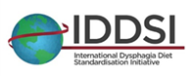 IDDSI
International Dysphagia Diet
Standardisation Initiative